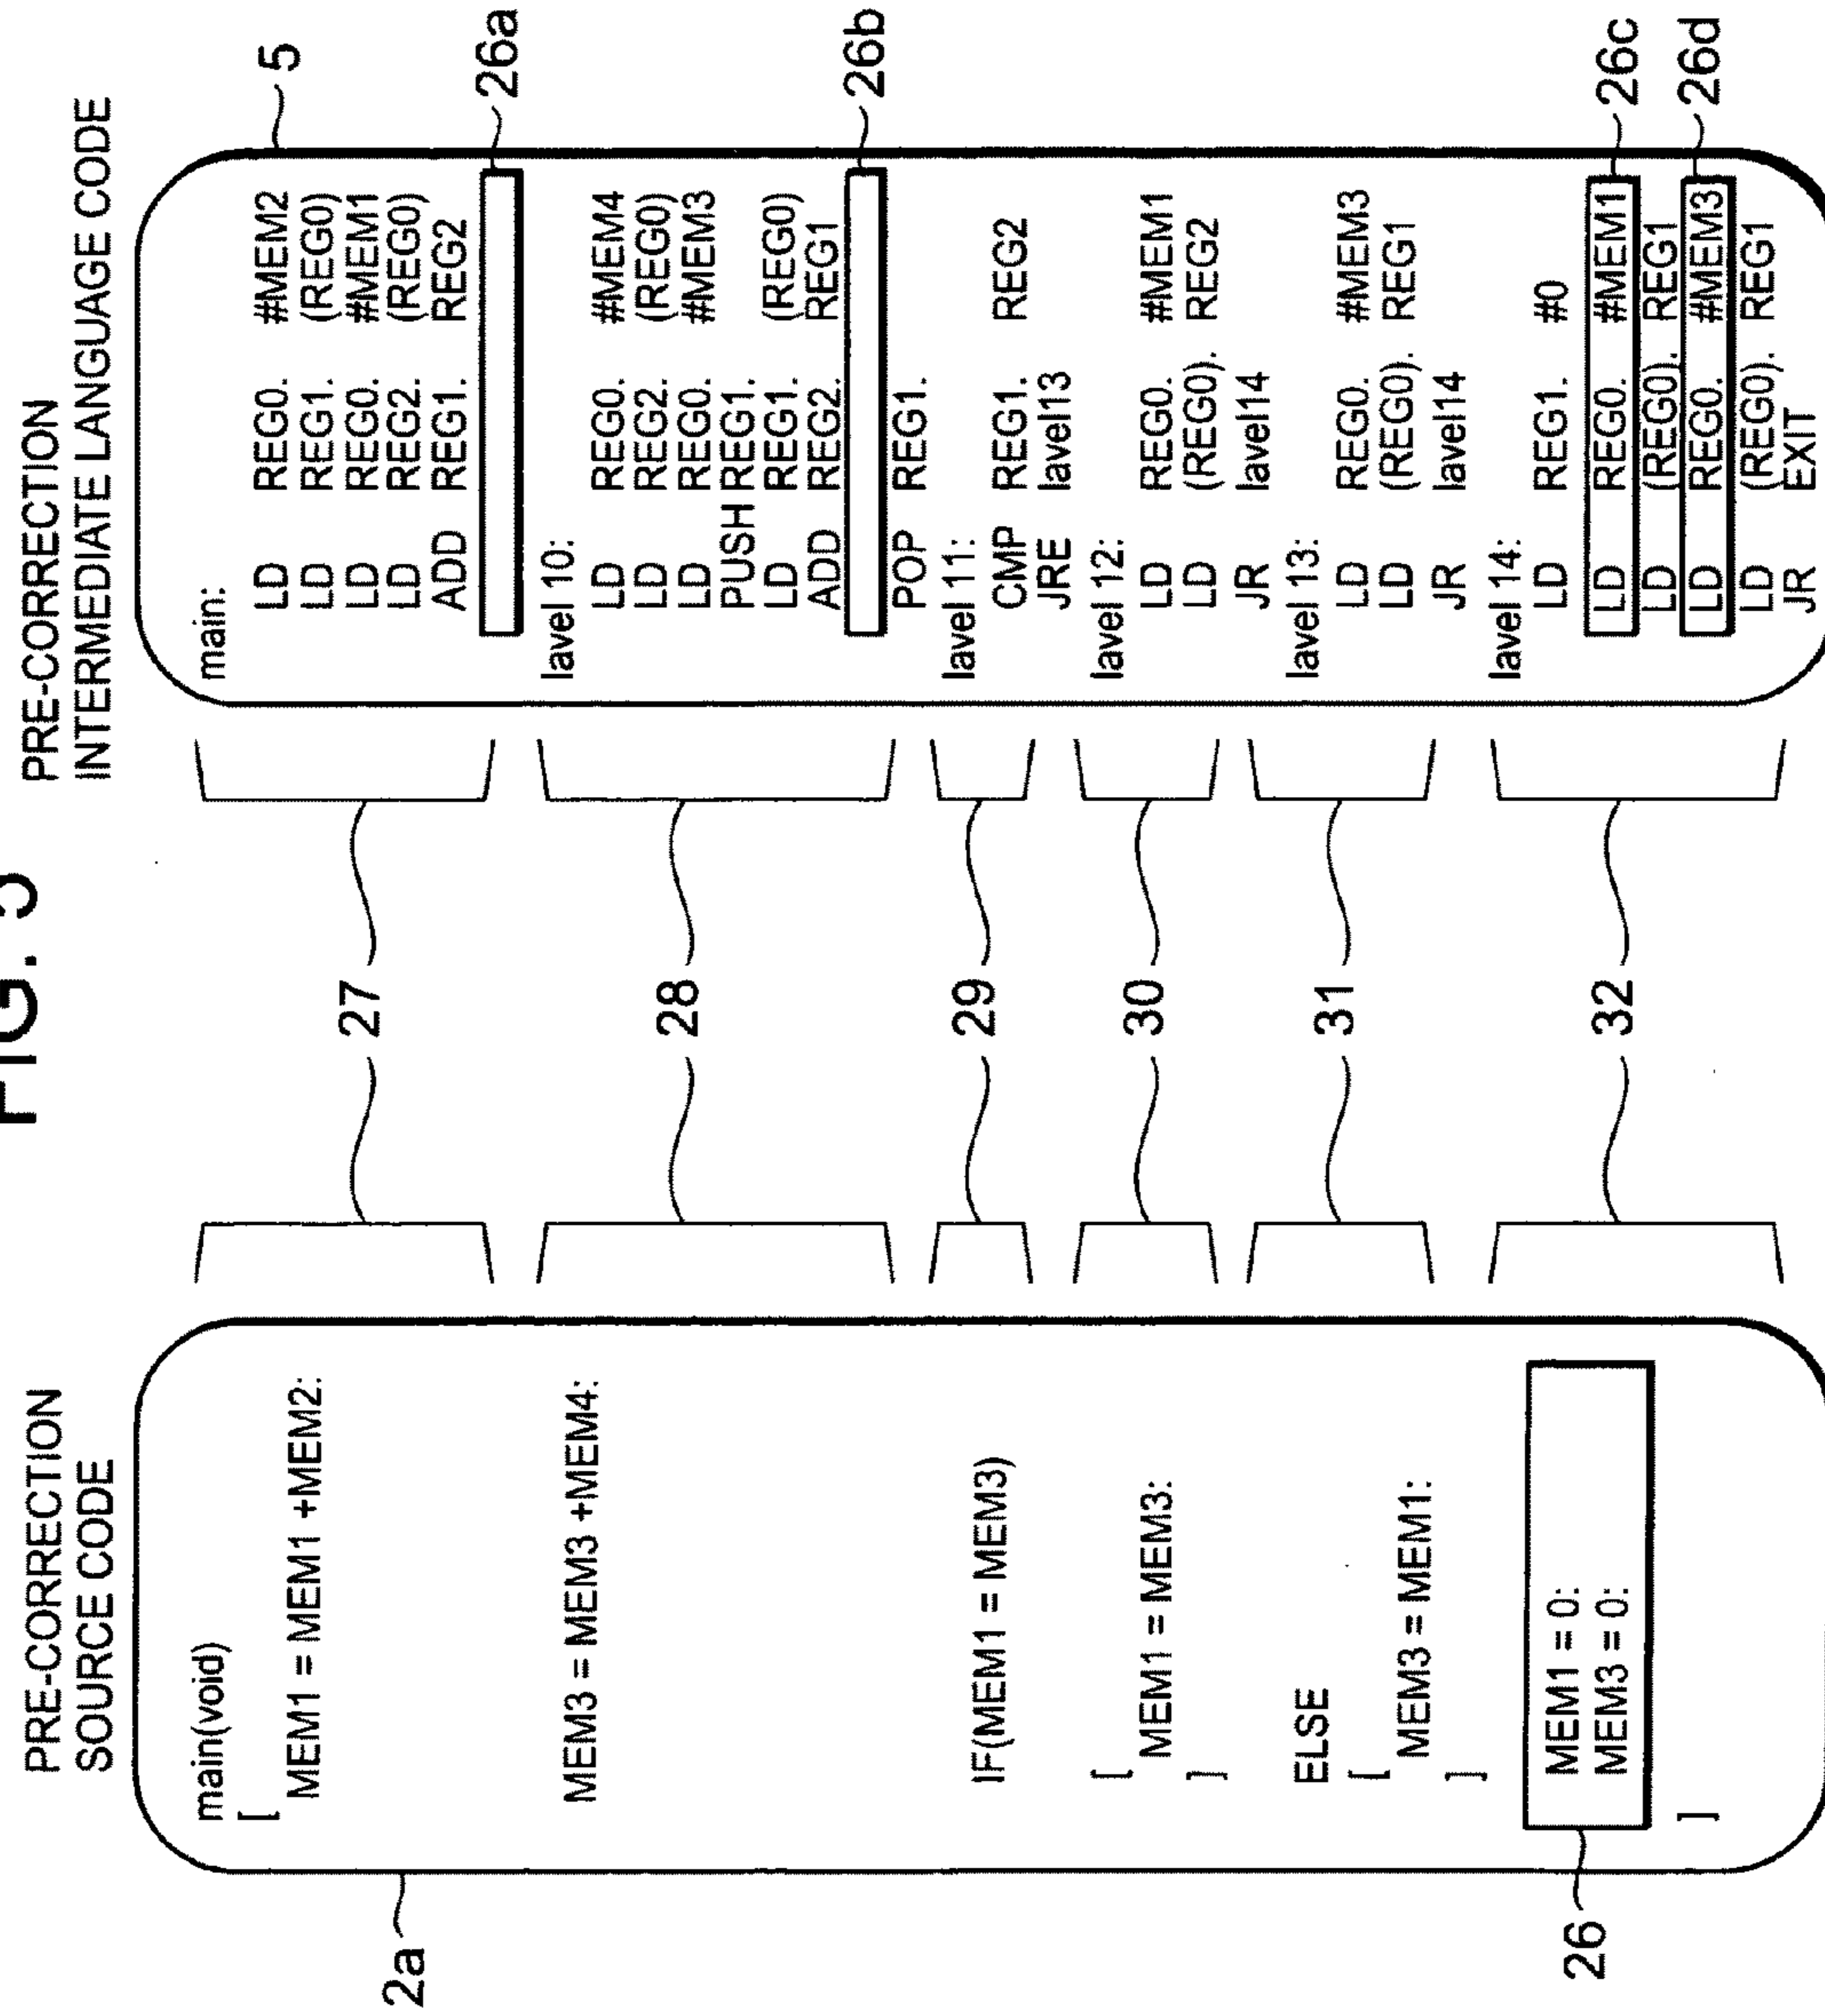 FIG. 5
PRE-CORRECTION
SOURCE CODE
2a
main(void)
[
MEM1 = MEM1 +MEM2:
MEM3 = MEM3 +MEM4:
IF(MEM1 = MEM3)
[
MEM1 = MEM3:
]
ELSE
[
MEM3 = MEM1:
]
MEM1 = 0:
MEM3 = 0:
]
26
27
28
29
30
31
32
PRE-CORRECTION
INTERMEDIATE LANGUAGE CODE
5
main:
LD REG0. #MEM2
LD REG1. (REG0)
LD REG0. #MEM1
LD REG2. (REG0)
ADD REG1. REG2
26a
lavel 10:
LD REG0. #MEM4
LD REG2. (REG0)
LD REG0. #MEM3
PUSH REG1.
LD REG1. (REG0)
ADD REG2. REG1
26b
POP REG1.
lavel 11:
CMP REG1. REG2
JRE lavel13
lavel 12:
LD REG0. #MEM1
LD (REG0). REG2
JR lavel14
lavel 13:
LD REG0. #MEM3
LD (REG0). REG1
JR lavel14
lavel 14:
LD REG1. #0
LD REG0. #MEM1
26c
LD (REG0). REG1
LD REG0. #MEM3
26d
LD (REG0). REG1
JR EXIT